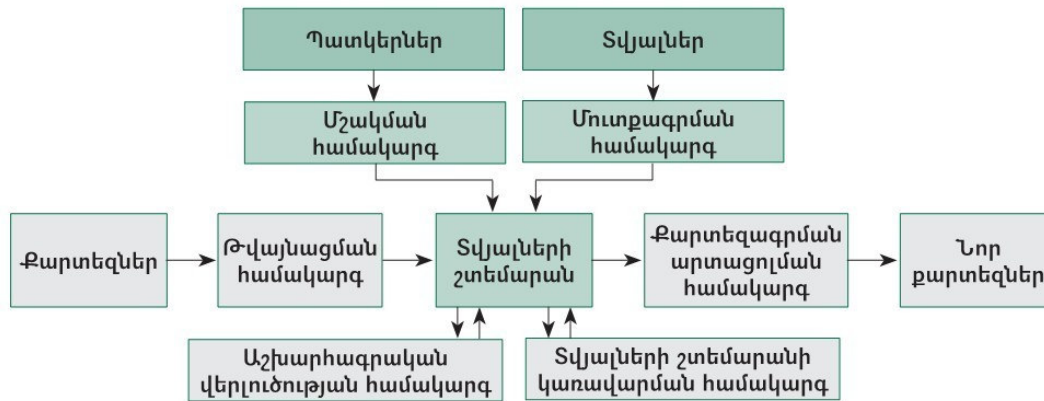 Պատկերներ
Տվյալներ
Մշակման
համակարգ
Մուտքագրման
համակարգ
Քարտեզներ
Թվայնացման
համակարգ
Տվյալների
շտեմարան
Քարտեզագրման
արտացոլման
համակարգ
Նոր
քարտեզներ
Աշխարհագրական
վերլուծության համակարգ
Տվյալների շտեմարանի
կառավարման համակարգ